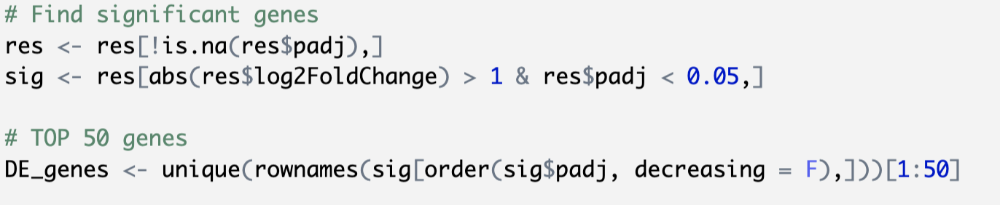 # Find significant genes
res <- res[!is.na(res$padj),]
sig <- res[abs(res$log2FoldChange) > 1 & res$padj < 0.05,]
# TOP 50 genes
DE_genes <- unique(rownames(sig[order(sig$padj, decreasing = F),]))[1:50]